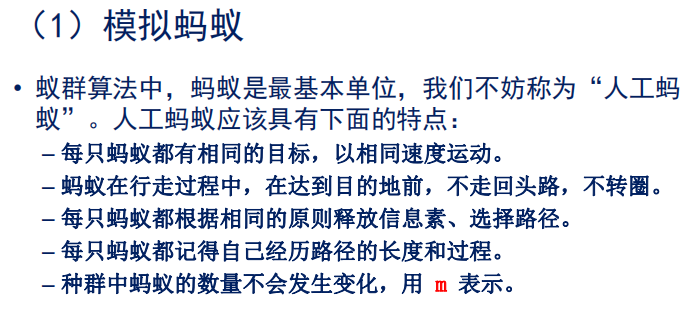 （1）模拟蚂蚁
• 蚁群算法中，蚂蚁是最基本单位，我们不妨称为“人工蚂
蚁”。人工蚂蚁应该具有下面的特点：
– 每只蚂蚁都有相同的目标，以相同速度运动。
– 蚂蚁在行走过程中，在达到目的地前，不走回头路，不转圈。
– 每只蚂蚁都根据相同的原则释放信息素、选择路径。
– 每只蚂蚁都记得自己经历路径的长度和过程。
– 种群中蚂蚁的数量不会发生变化，用 m 表示。